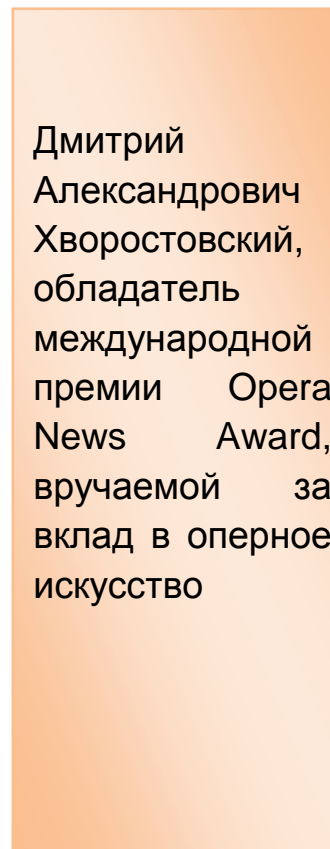 Дмитрий
Александрович
Хворостовский,
обладатель
международной
премии Opera
News Award,
вручаемой за
вклад в оперное
искусство